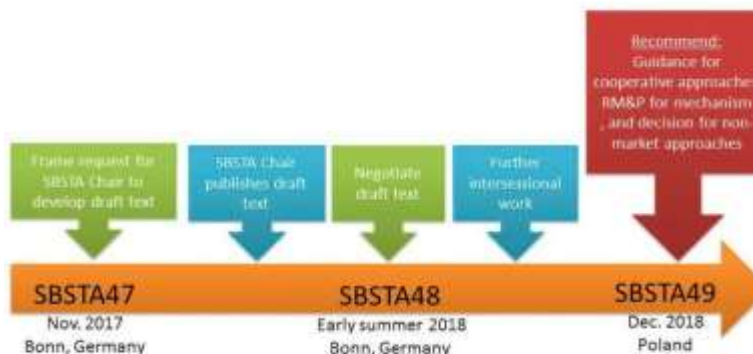 Recommend:
Guidance for
cooperative approaches
RM&P for mechanism
, and decision for non-
market approaches
Frame request for
SBSTA Chair to
develop draft text
SBSTA Chair
publishes draft
text
Negotiate
draft text
Further
intersessional
work
SBSTA47
Nov. 2017
Bonn, Germany
SBSTA48
Early summer 2018
Bonn, Germany
SBSTA49
Dec. 2018
Poland